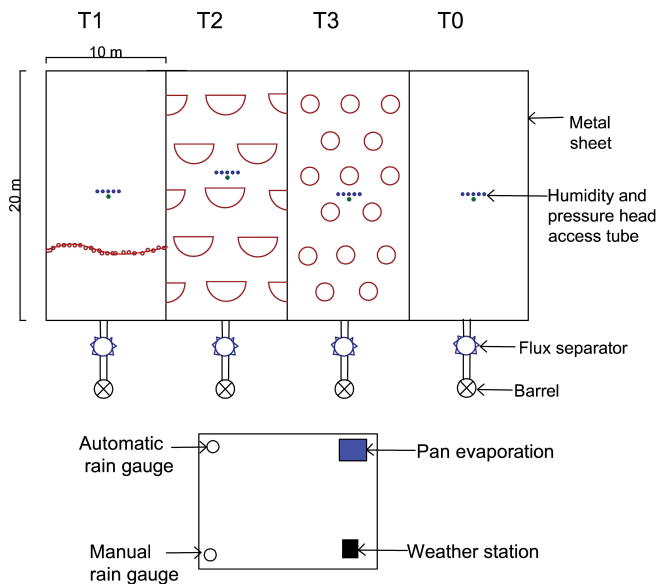 T1
T2
T3
T0
10 m
20 m
Metal
sheet
Humidity and
pressure head
access tube
Flux separator
Barrel
Automatic
rain gauge
Pan evaporation
Manual
rain gauge
Weather station